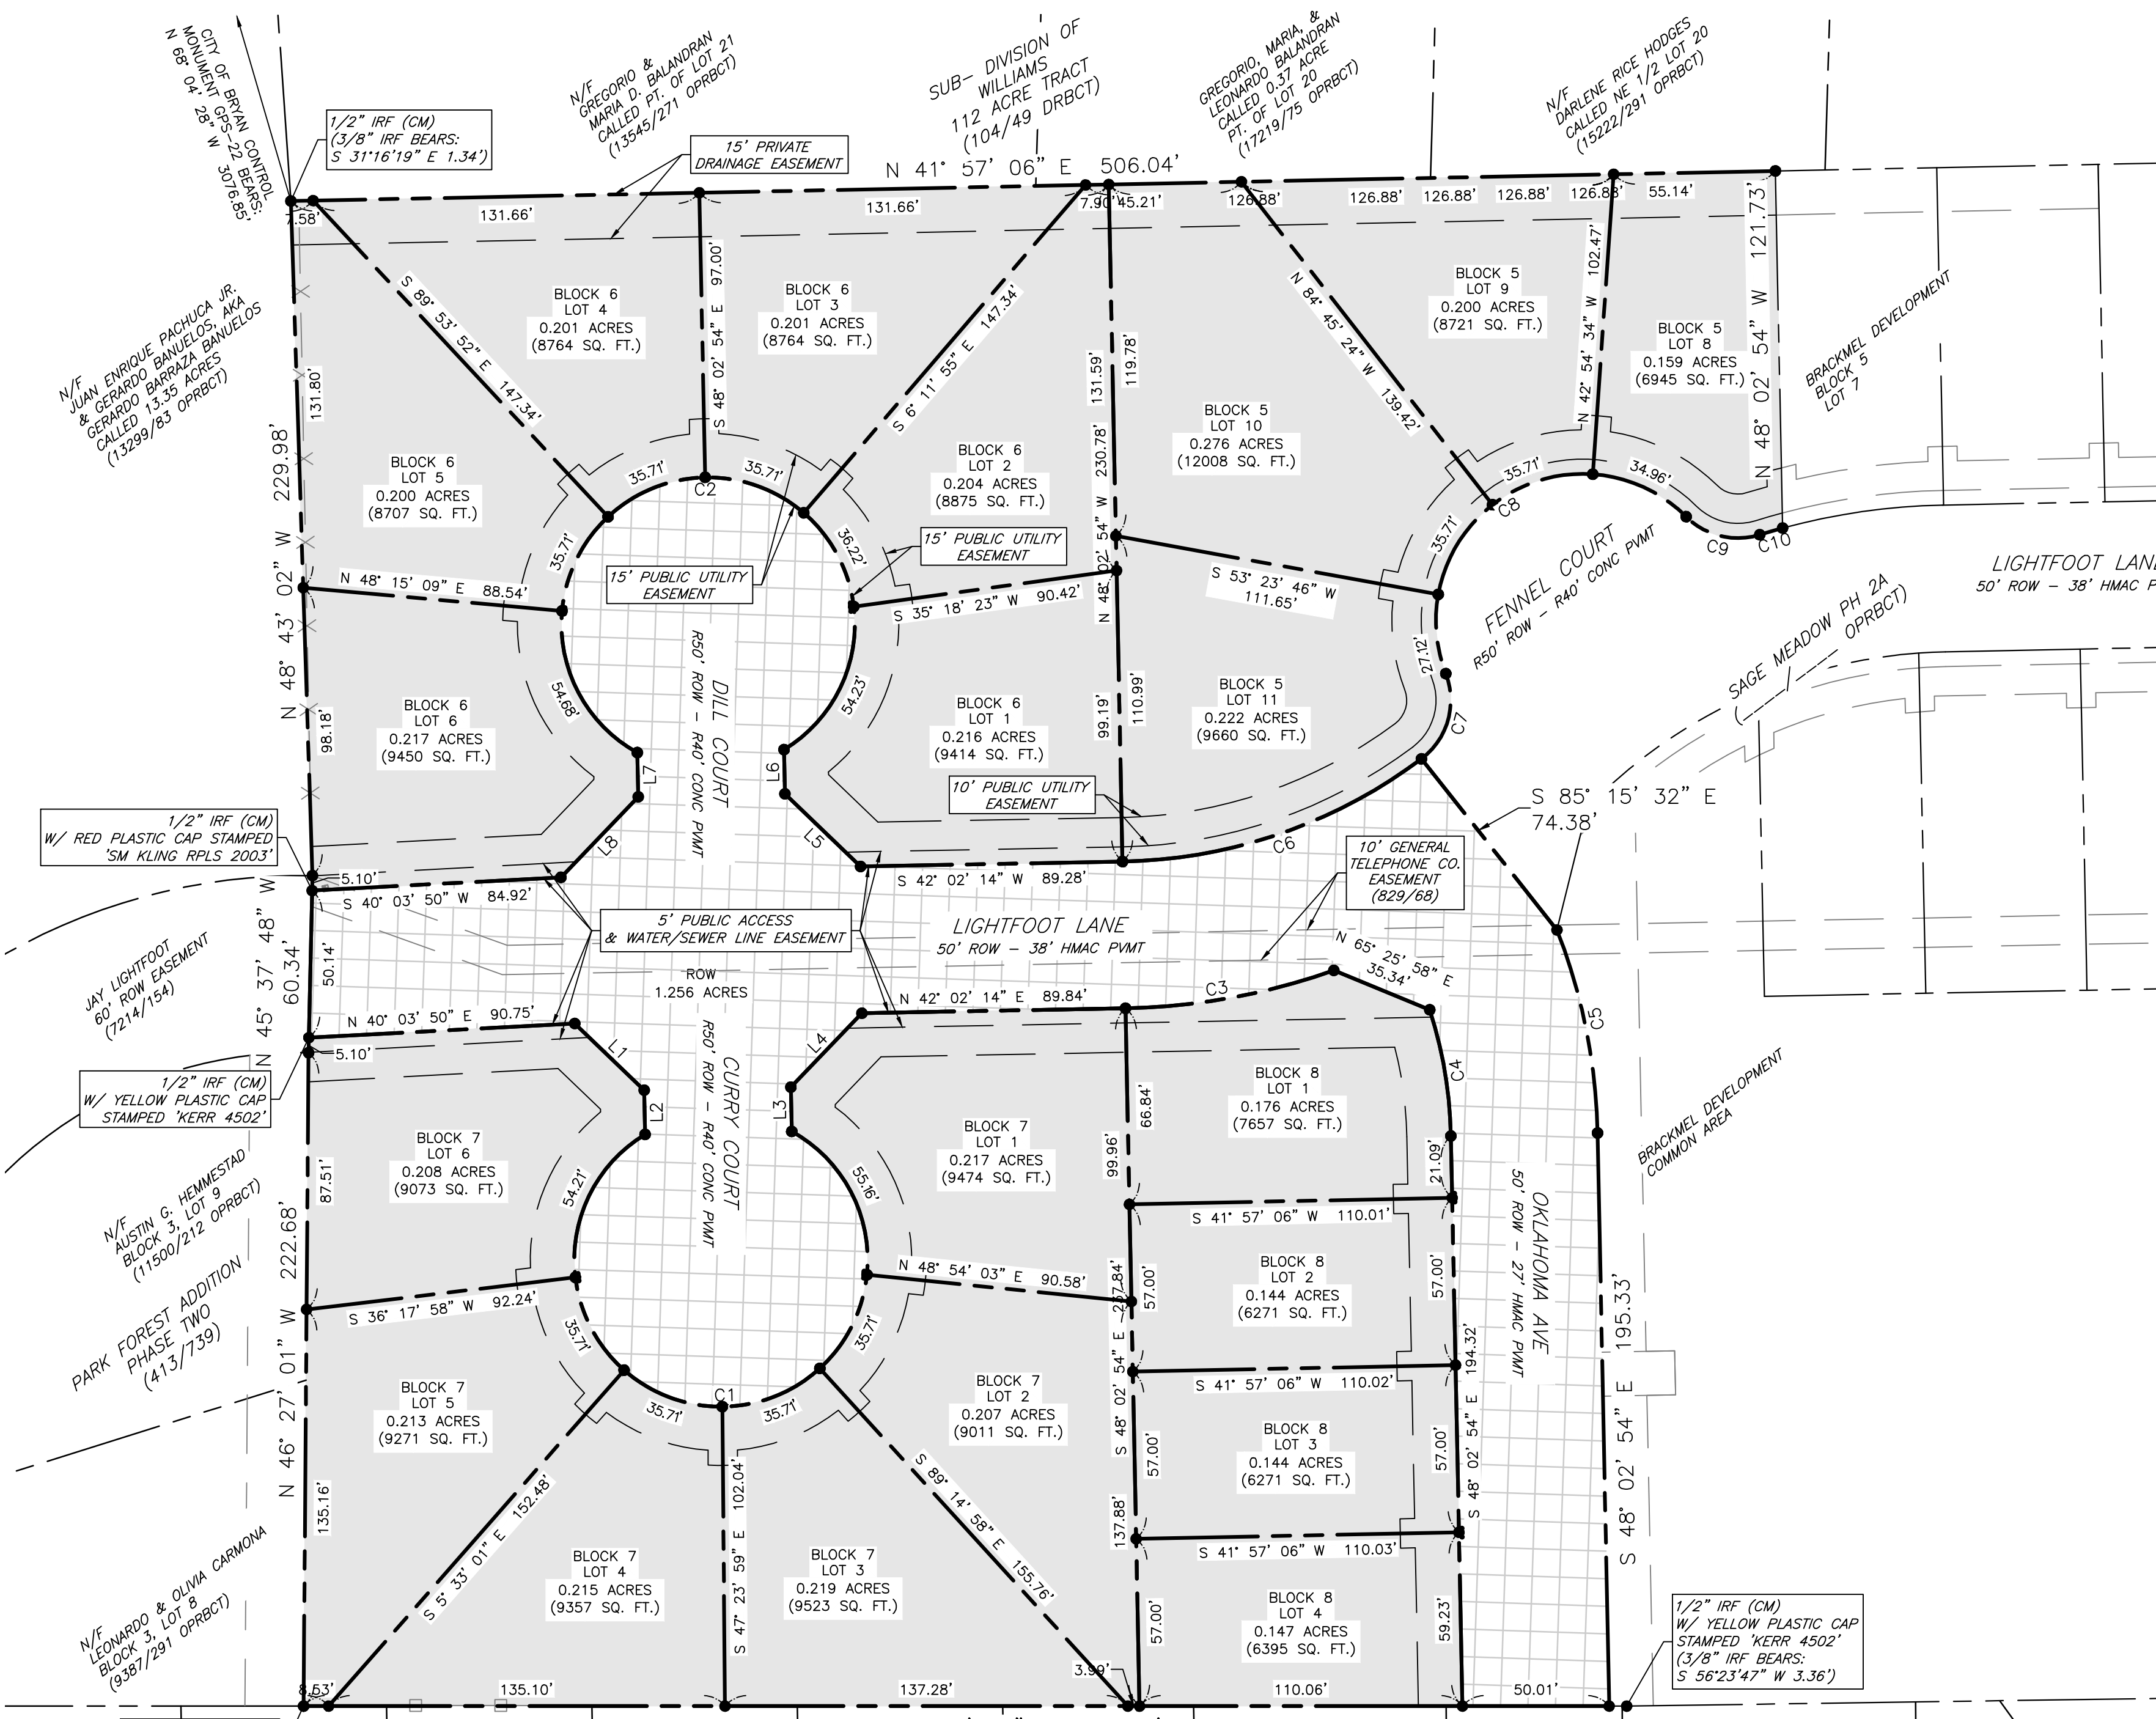 CITY OF BRYAN CONTROL
MONUMENT GPS-22 BEARS:
N 68° 04' 28" W 3076.85'
1/2" IRF (CM)
(3/8" IRF BEARS:
S 31°16'19" E 1.34')
N/F
GREGORIO &
MARIA D. BALANDRAN
CALLED PT. OF LOT 21
(13545/271 OPRBCT)
15' PRIVATE
DRAINAGE EASEMENT
SUB- DIVISION OF
WILLIAMS
112 ACRE TRACT
(104/49 DRBCT)
GREGORIO, MARIA, &
LEONARDO BALANDRAN
CALLED 0.37 ACRE
PT. OF LOT 20
(17219/75 OPRBCT)
N/F
DARLENE RICE HODGES
CALLED NE 1/2 LOT 20
(15222/291 OPRBCT)
N 41° 57' 06" E 506.04'
7.58'
131.66'
131.66'
7.90'
45.21'
126.88'
126.88'
126.88'
126.88'
126.88'
55.14'
N/F
JUAN ENRIQUE PACHUCA JR.
& GERARDO BANUELOS, AKA
GERARDO BARRAZA BANUELOS
CALLED 13.35 ACRES
(13299/83 OPRBCT)
N 48° 43' 02" W 229.98'
131.80'
98.18'
S 89° 53' 52" E 147.34'
BLOCK 6
LOT 4
0.201 ACRES
(8764 SQ. FT.)
S 48° 02' 54" E 97.00'
BLOCK 6
LOT 3
0.201 ACRES
(8764 SQ. FT.)
S 6° 11' 55" E 147.34'
131.59'
119.78'
N 48° 02' 54" W 230.78'
N 84° 45' 24" W 139.42'
BLOCK 5
LOT 9
0.200 ACRES
(8721 SQ. FT.)
N 42° 54' 34" W 102.47'
BLOCK 5
LOT 8
0.159 ACRES
(6945 SQ. FT.)
N 48° 02' 54" W 121.73'
BRACKMEL DEVELOPMENT
BLOCK 5
LOT 7
BLOCK 6
LOT 5
0.200 ACRES
(8707 SQ. FT.)
35.71'
35.71'
C2
35.71'
36.22'
BLOCK 6
LOT 2
0.204 ACRES
(8875 SQ. FT.)
BLOCK 5
LOT 10
0.276 ACRES
(12008 SQ. FT.)
35.71'
34.96'
C8
35.71'
C9
C10
15' PUBLIC UTILITY
EASEMENT
15' PUBLIC UTILITY
EASEMENT
N 48° 15' 09" E 88.54'
S 35° 18' 23" W 90.42'
S 53° 23' 46" W
111.65'
FENNEL COURT
R50' ROW - R40' CONC PVMT
LIGHTFOOT LANE
50' ROW - 38' HMAC P
SAGE MEADOW PH 2A
( / OPRBCT)
27.12'
C7
BLOCK 6
LOT 6
0.217 ACRES
(9450 SQ. FT.)
54.68'
L7
L8
DILL COURT
R50' ROW - R40' CONC PVMT
54.23'
L6
L5
BLOCK 6
LOT 1
0.216 ACRES
(9414 SQ. FT.)
99.19'
110.99'
BLOCK 5
LOT 11
0.222 ACRES
(9660 SQ. FT.)
10' PUBLIC UTILITY
EASEMENT
C6
S 85° 15' 32" E
74.38'
1/2" IRF (CM)
W/ RED PLASTIC CAP STAMPED
'SM KLING RPLS 2003'
5.10'
S 40° 03' 50" W 84.92'
S 42° 02' 14" W 89.28'
10' GENERAL
TELEPHONE CO.
EASEMENT
(829/68)
5' PUBLIC ACCESS
& WATER/SEWER LINE EASEMENT
LIGHTFOOT LANE
50' ROW - 38' HMAC PVMT
ROW
1.256 ACRES
JAY LIGHTFOOT
60' ROW EASEMENT
(7214/154)
N 45° 37' 48" W
60.34'
50.14'
N 65° 25' 58" E
35.34'
C3
C5
C4
N 40° 03' 50" E 90.75'
N 42° 02' 14" E 89.84'
5.10'
1/2" IRF (CM)
W/ YELLOW PLASTIC CAP
STAMPED 'KERR 4502'
L1
L2
L3
L4
CURRY COURT
R50' ROW - R40' CONC PVMT
BLOCK 8
LOT 1
0.176 ACRES
(7657 SQ. FT.)
66.84'
99.96'
21.09'
BRACKMEL DEVELOPMENT
COMMON AREA
N/F
AUSTIN G. HEMMESTAD
BLOCK 3, LOT 9
(11500/212 OPRBCT)
PARK FOREST ADDITION
PHASE TWO
(413/739)
N 46° 27' 01" W 222.68'
87.51'
BLOCK 7
LOT 6
0.208 ACRES
(9073 SQ. FT.)
54.21'
55.16'
BLOCK 7
LOT 1
0.217 ACRES
(9474 SQ. FT.)
S 41° 57' 06" W 110.01'
OKLAHOMA AVE
50' ROW - 27' HMAC PVMT
S 36° 17' 58" W 92.24'
N 48° 54' 03" E 90.58'
BLOCK 8
LOT 2
0.144 ACRES
(6271 SQ. FT.)
57.00'
57.00'
S 48° 02' 54" E 257.84'
S 48° 02' 54" E 194.32'
S 48° 02' 54" E 195.33'
35.71'
35.71'
C1
35.71'
35.71'
BLOCK 7
LOT 5
0.213 ACRES
(9271 SQ. FT.)
BLOCK 7
LOT 2
0.207 ACRES
(9011 SQ. FT.)
S 41° 57' 06" W 110.02'
BLOCK 8
LOT 3
0.144 ACRES
(6271 SQ. FT.)
57.00'
57.00'
135.16'
S 5° 33' 01" E 152.48'
S 47° 23' 59" E 102.04'
S 89° 14' 58" E 155.76'
137.88'
S 41° 57' 06" W 110.03'
N/F
LEONARDO & OLIVIA CARMONA
BLOCK 3, LOT 8
(9387/291 OPRBCT)
BLOCK 7
LOT 4
0.215 ACRES
(9357 SQ. FT.)
BLOCK 7
LOT 3
0.219 ACRES
(9523 SQ. FT.)
BLOCK 8
LOT 4
0.147 ACRES
(6395 SQ. FT.)
57.00'
59.23'
1/2" IRF (CM)
W/ YELLOW PLASTIC CAP
STAMPED 'KERR 4502'
(3/8" IRF BEARS:
S 56°23'47" W 3.36')
8.53'
135.10'
137.28'
3.99'
110.06'
50.01'